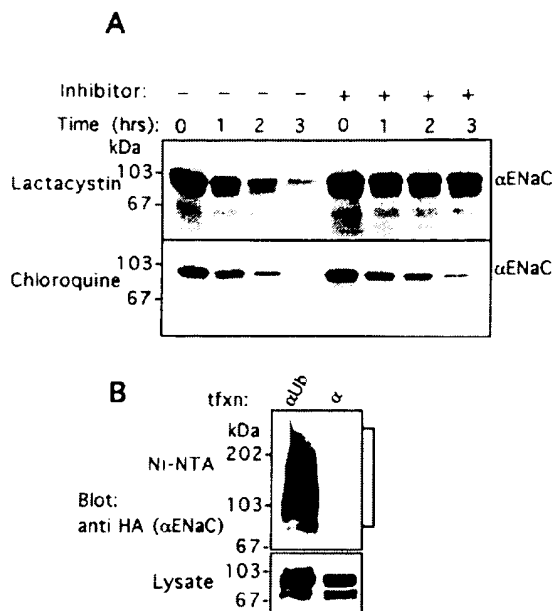 A
Inhibitor: – – – – + + + +
Time (hrs): 0 1 2 3 0 1 2 3
kDa
103-
Lactacystin αENaC
67-
103- αENaC
Chloroquine
67-
B
tfxn: αUb α
kDa
202-
Ni-NTA
103-
Blot:
anti HA (αENaC)
67-
103-
Lysate
67-